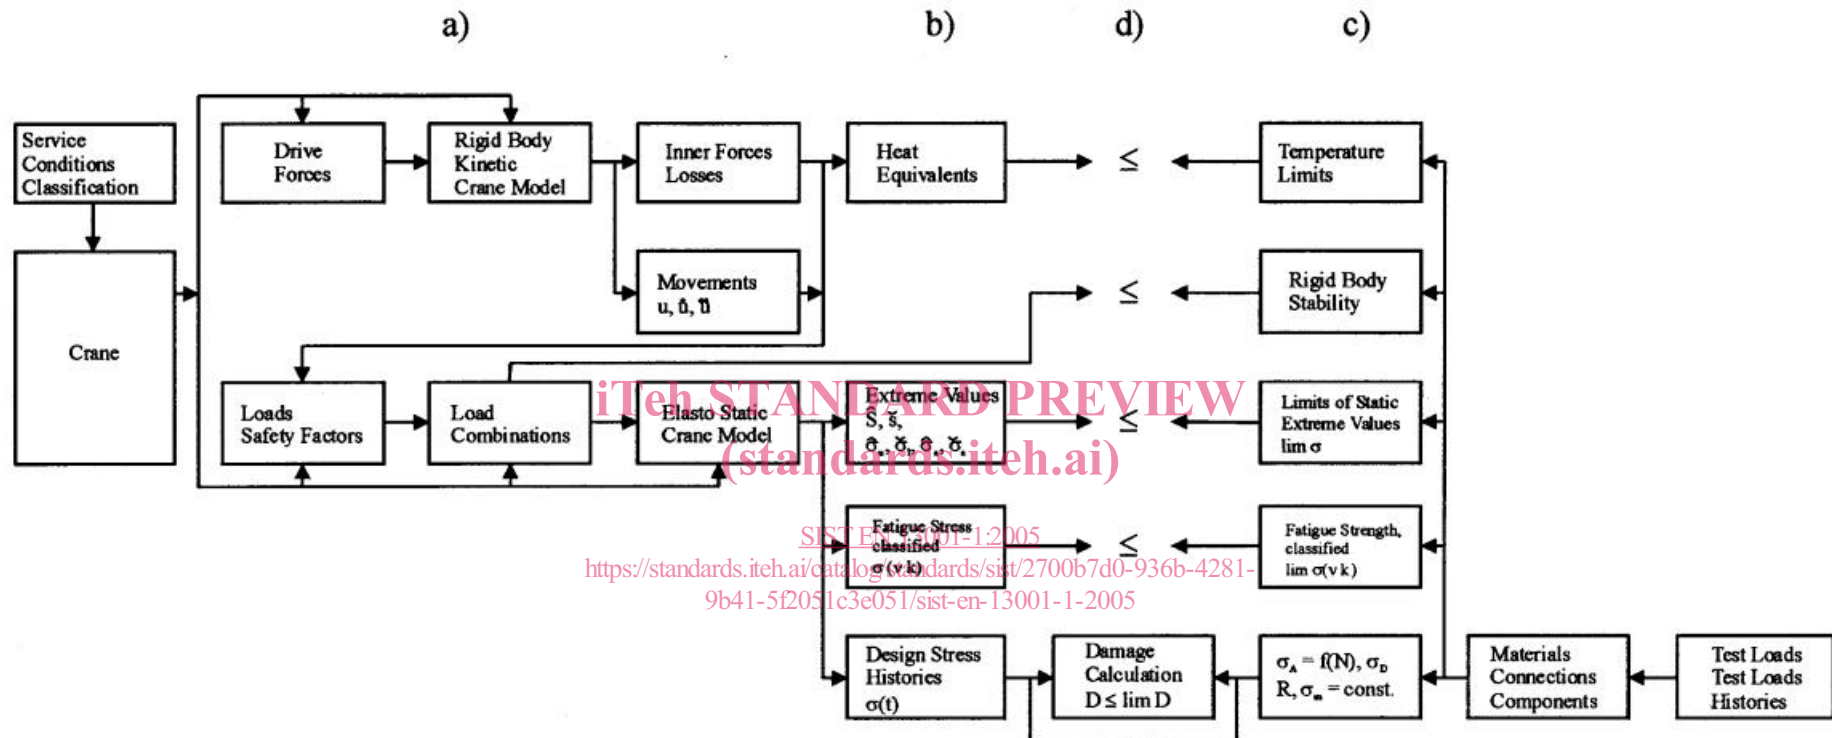 a)
b)
d)
c)
Service
Conditions
Classification
Drive
Forces
Rigid Body
Kinetic
Crane Model
Inner Forces
Losses
Heat
Equivalents
≤
Temperature
Limits
Crane
Movements
≤
Rigid Body
Stability
Loads
Safety Factors
Load
Combinations
Elasto Static
Crane Model
Extreme Values
≤
Limits of Static
Extreme Values
lim σ
iTeh STANDARD PREVIEW
(standards.iteh.ai)
Fatigue Stress
classified
σ(v k)
≤
Fatigue Strength,
classified
lim σ(v k)
SIST EN 13001-1:2005
https://standards.iteh.ai/catalog/standards/sist/2700b7d0-936b-4281-
9b41-5f2051c3e051/sist-en-13001-1-2005
Design Stress
Histories
σ(t)
Damage
Calculation
D ≤ lim D
σ_A = f(N), σ_D
R, σ_m = const.
Materials
Connections
Components
Test Loads
Test Loads
Histories